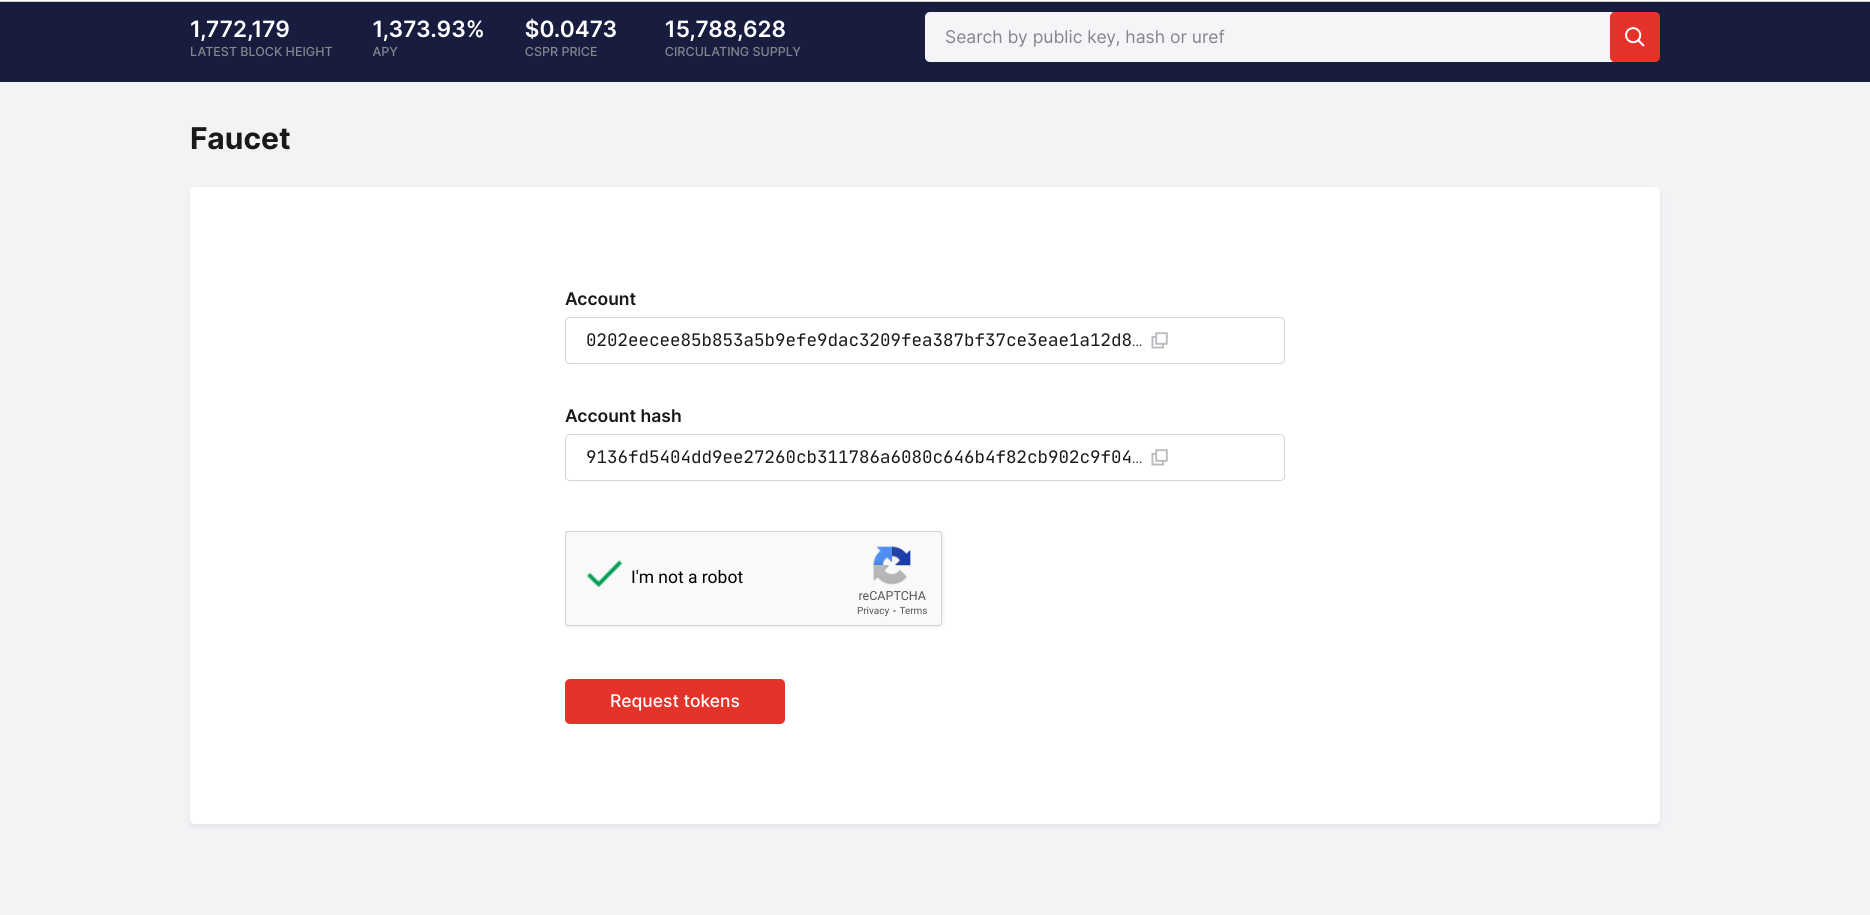 1,772,179 1,373.93% $0.0473 15,788,628
LATEST BLOCK HEIGHT APY CSPR PRICE CIRCULATING SUPPLY
Search by public key, hash or uref
Faucet
Account
0202eecee85b853a5b9efe9dac3209fea387bf37ce3eae1a12d8…
Account hash
9136fd5404dd9ee27260cb311786a6080c646b4f82cb902c9f04…
I'm not a robot
reCAPTCHA
Privacy - Terms
Request tokens